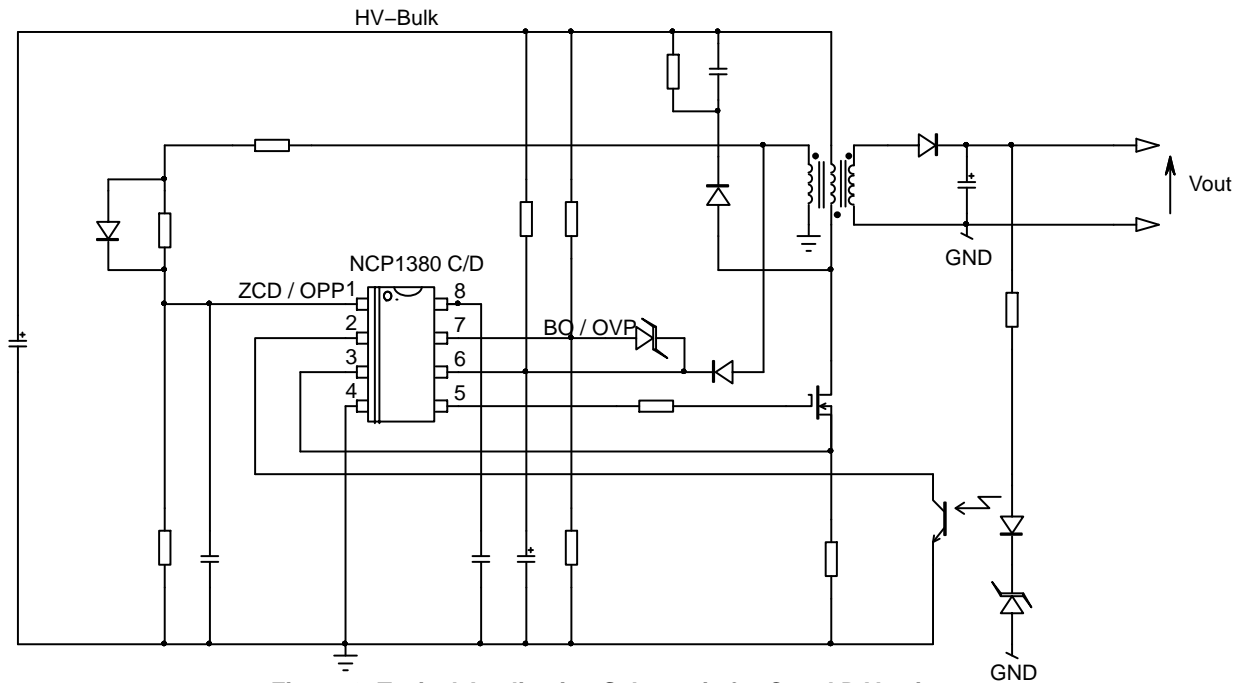 HV−Bulk
Vout
GND
NCP1380 C/D
ZCD / OPP
1
8
2
7
BO / OVP
3
6
4
5
GND